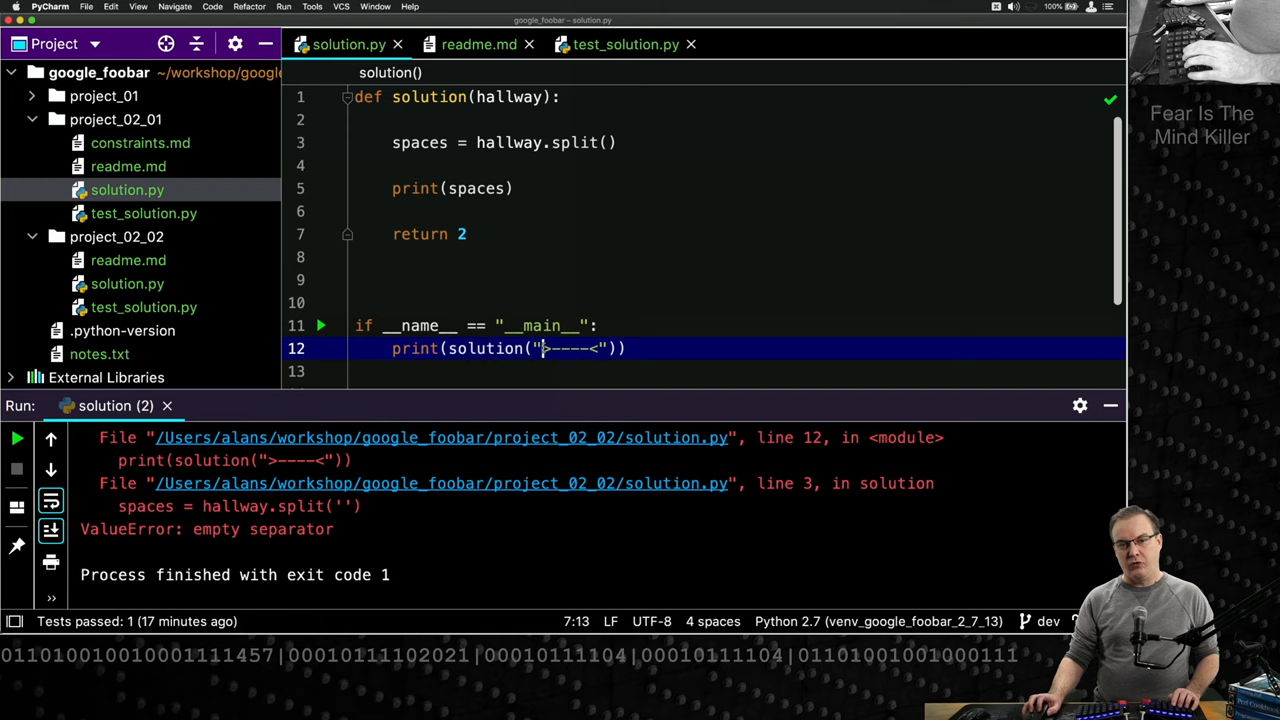 PyCharm File Edit View Navigate Code Refactor Run Tools VCS Window Help 100%
google_foobar – solution.py
Project
solution.py
readme.md
test_solution.py
google_foobar ~/workshop/google
solution()
project_01
project_02_01
constraints.md
readme.md
solution.py
test_solution.py
project_02_02
readme.md
solution.py
test_solution.py
.python-version
notes.txt
External Libraries
1 def solution(hallway):
2
3 spaces = hallway.split()
4
5 print(spaces)
6
7 return 2
8
9
10
11 if __name__ == "__main__":
12 print(solution(">----<"))
13
Fear Is The
Mind Killer
Run: solution (2)
File "/Users/alans/workshop/google_foobar/project_02_02/solution.py", line 12, in <module>
print(solution(">----<"))
File "/Users/alans/workshop/google_foobar/project_02_02/solution.py", line 3, in solution
spaces = hallway.split('')
ValueError: empty separator
Process finished with exit code 1
Tests passed: 1 (17 minutes ago) 7:13 LF UTF-8 4 spaces Python 2.7 (venv_google_foobar_2_7_13) dev
011010010010001111457|00010111102021|00010111104|00010111104|0110100100100111